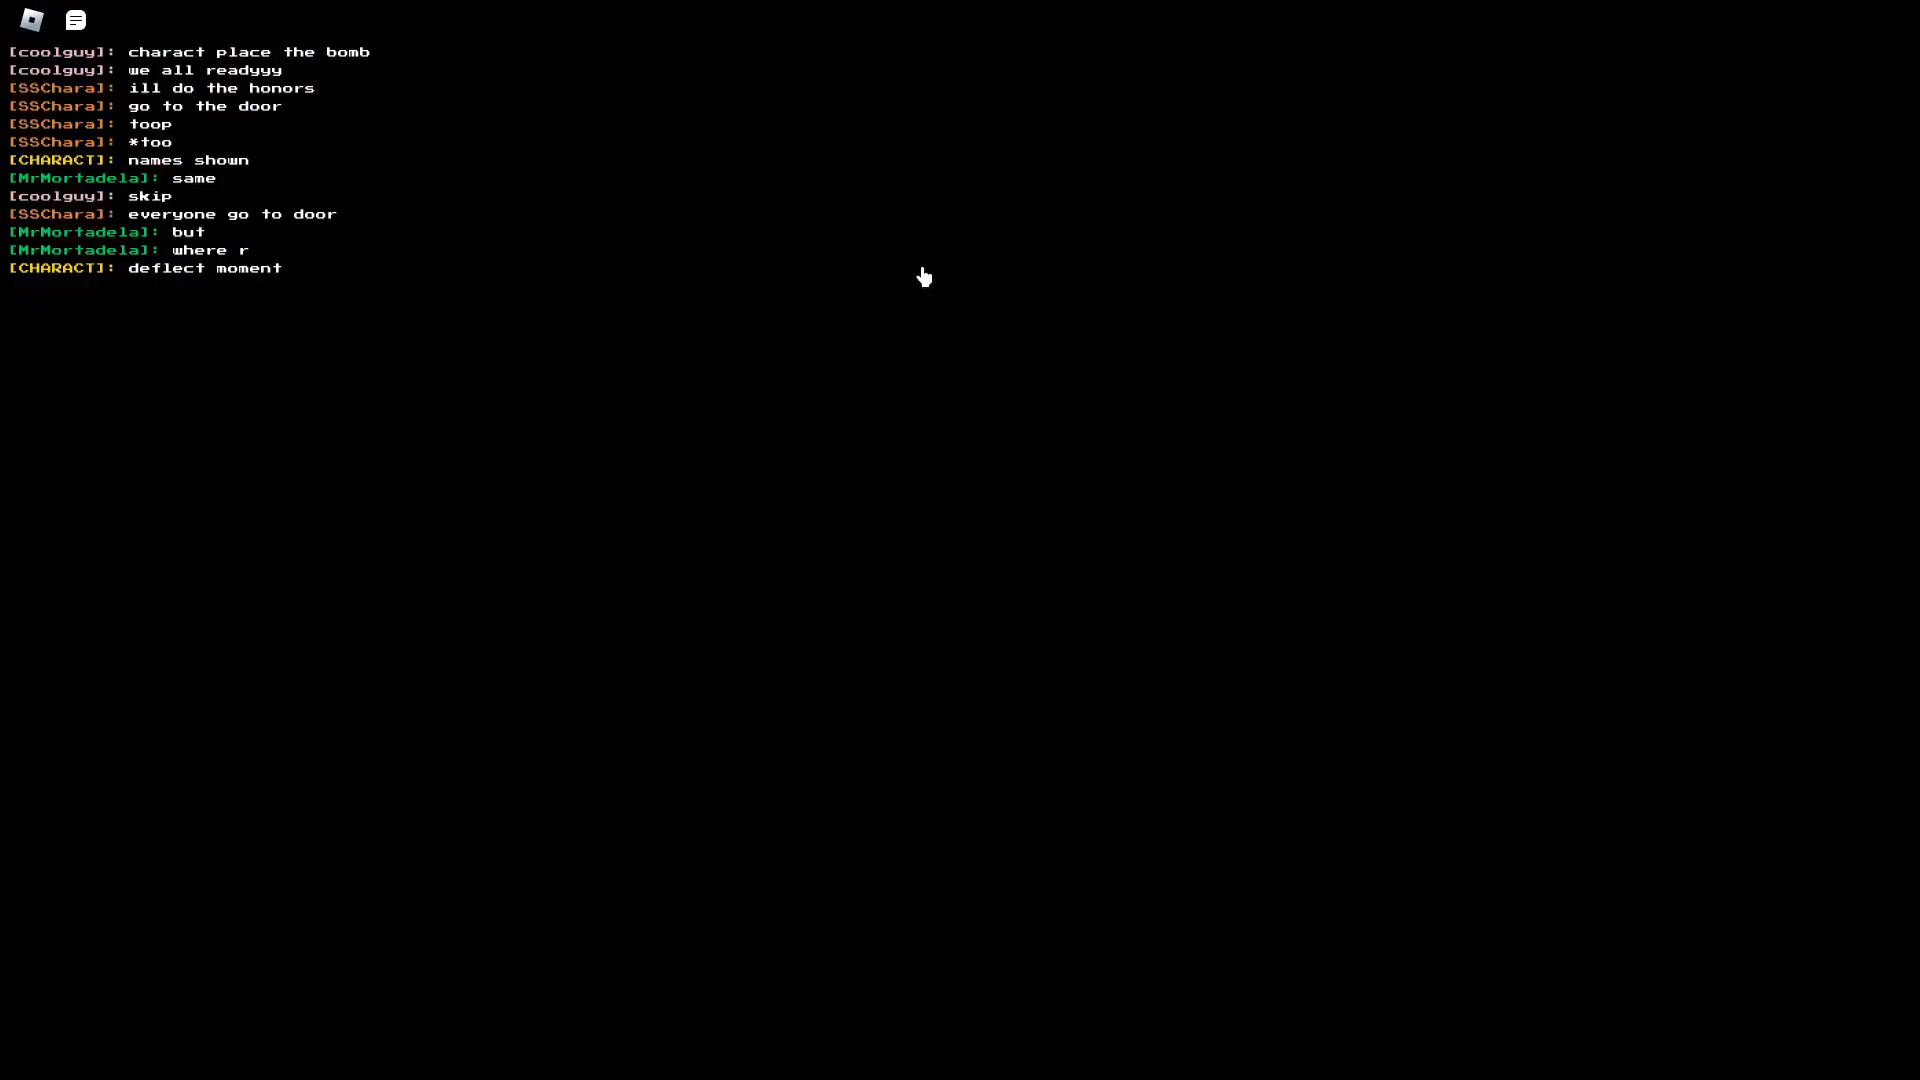 [coolguy]: charact place the bomb
[coolguy]: we all readyyy
[SSChara]: ill do the honors
[SSChara]: go to the door
[SSChara]: toop
[SSChara]: *too
[CHARACT]: names shown
[MrMortadela]: same
[coolguy]: skip
[SSChara]: everyone go to door
[MrMortadela]: but
[MrMortadela]: where r
[CHARACT]: deflect moment